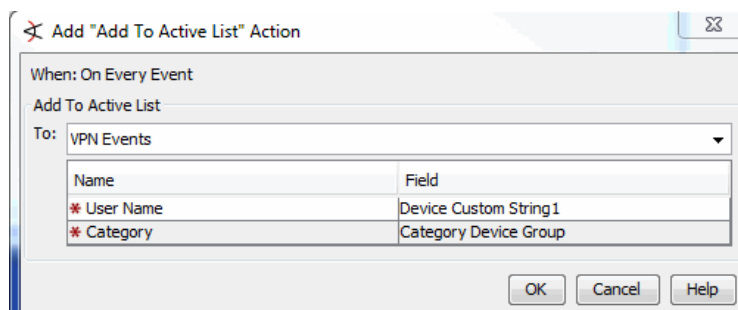 Add "Add To Active List" Action
When: On Every Event
Add To Active List
To: VPN Events
Name Field
* User Name Device Custom String1
* Category Category Device Group
OK Cancel Help